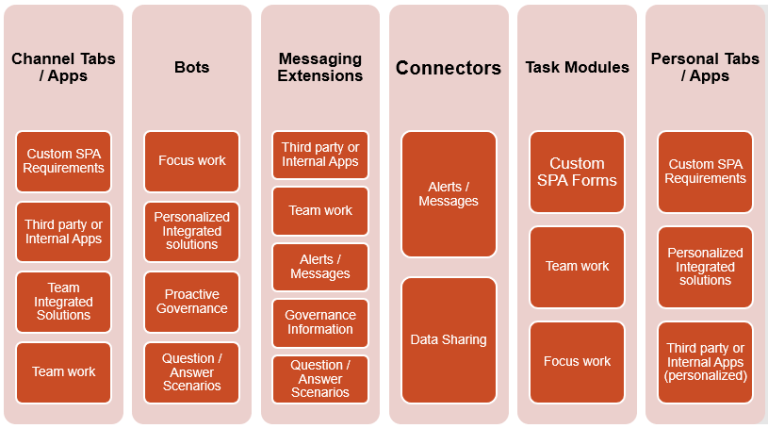 Channel Tabs
/ Apps
Custom SPA
Requirements
Third party or
Internal Apps
Team
Integrated
Solutions
Team work
Bots
Focus work
Personalized
Integrated
solutions
Proactive
Governance
Question /
Answer
Scenarios
Messaging
Extensions
Third party or
Internal Apps
Team work
Alerts /
Messages
Governance
Information
Question /
Answer
Scenarios
Connectors
Alerts /
Messages
Data Sharing
Task Modules
Custom
SPA Forms
Team work
Focus work
Personal Tabs
/ Apps
Custom SPA
Requirements
Personalized
Integrated
solutions
Third party or
Internal Apps
(personalized)